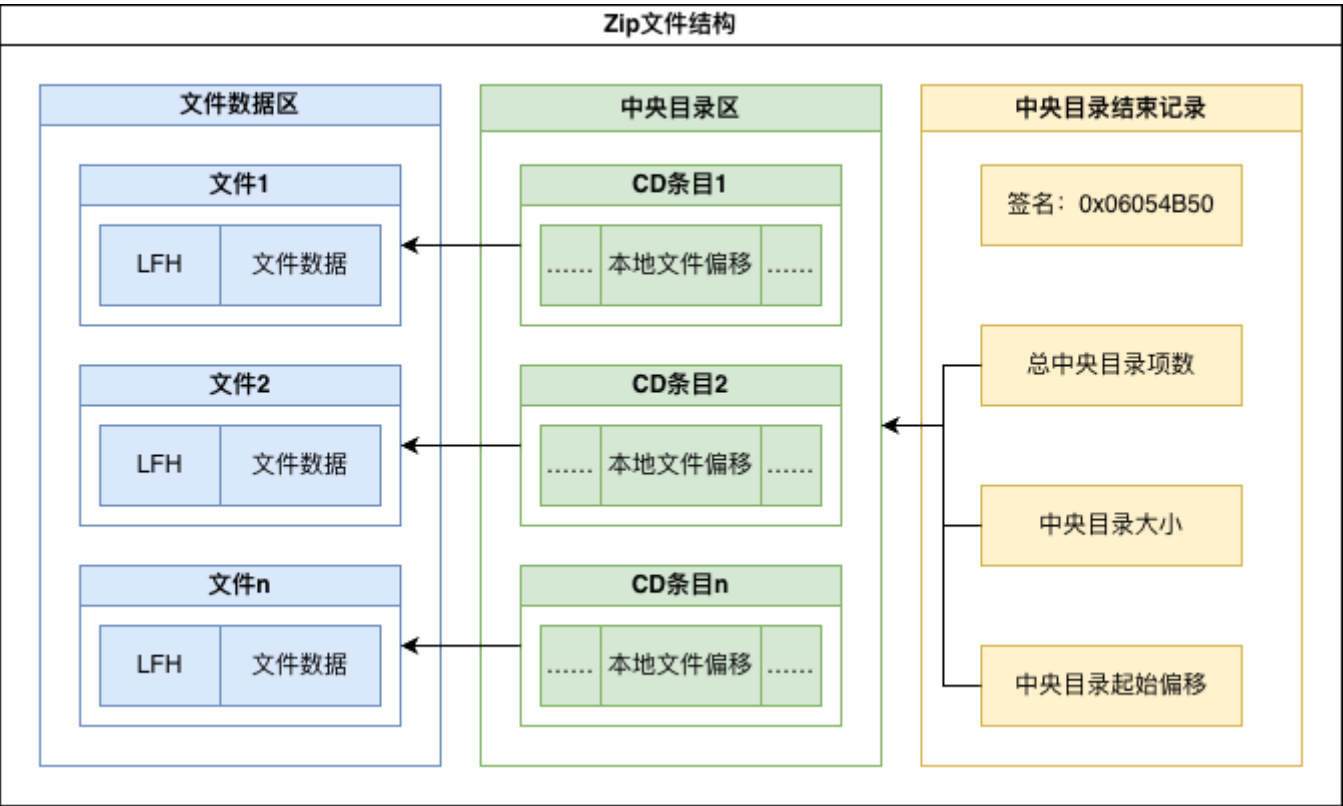 Zip文件结构
文件数据区
文件1
LFH
文件数据
文件2
LFH
文件数据
文件n
LFH
文件数据
中央目录区
CD条目1
……
本地文件偏移
……
CD条目2
……
本地文件偏移
……
CD条目n
……
本地文件偏移
……
中央目录结束记录
签名：0x06054B50
总中央目录项数
中央目录大小
中央目录起始偏移